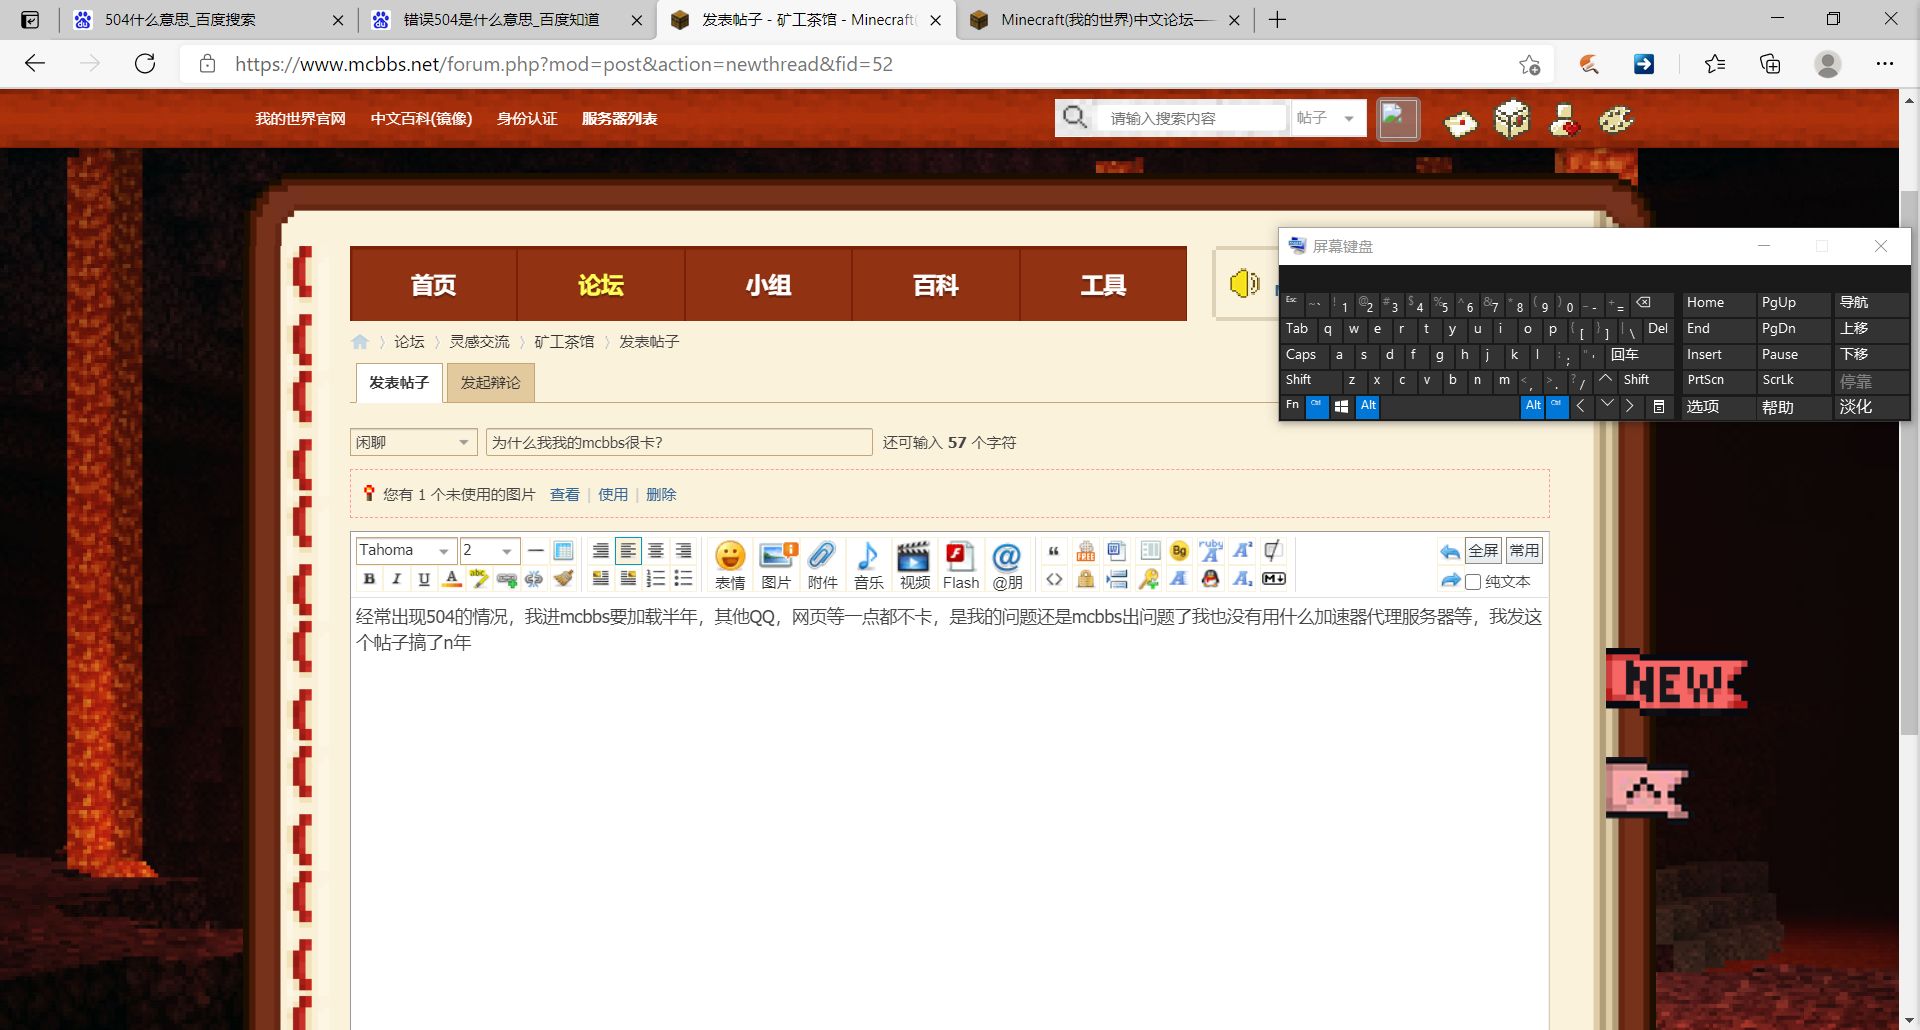 504什么意思_百度搜索
错误504是什么意思_百度知道
发表帖子 - 矿工茶馆 - Minecraft(
Minecraft(我的世界)中文论坛——
https://www.mcbbs.net/forum.php?mod=post&action=newthread&fid=52
我的世界官网 中文百科(镜像) 身份认证 服务器列表
请输入搜索内容 帖子
首页 论坛 小组 百科 工具
论坛 〉 灵感交流 〉 矿工茶馆 〉 发表帖子
发表帖子 发起辩论
闲聊 为什么我我的mcbbs很卡? 还可输入 57 个字符
您有 1 个未使用的图片 查看 | 使用 | 删除
Tahoma 2
B I U A abc
表情 图片 附件 音乐 视频 Flash @朋
FREE W Bg ruby A A
A A M
全屏 常用
纯文本
经常出现504的情况，我进mcbbs要加载半年，其他QQ，网页等一点都不卡，是我的问题还是mcbbs出问题了我也没有用什么加速器代理服务器等，我发这
个帖子搞了n年
屏幕键盘
Esc ~ ` ! 1 @ 2 # 3 $ 4 % 5 ^ 6 & 7 * 8 ( 9 ) 0 _ - + = Home PgUp 导航
Tab q w e r t y u i o p { [ } ] | \ Del End PgDn 上移
Caps a s d f g h j k l : ; " ' 回车 Insert Pause 下移
Shift z x c v b n m < , > . ? / Shift PrtScn ScrLk 停靠
Fn Ctrl Alt Alt Ctrl 选项 帮助 淡化
NEW